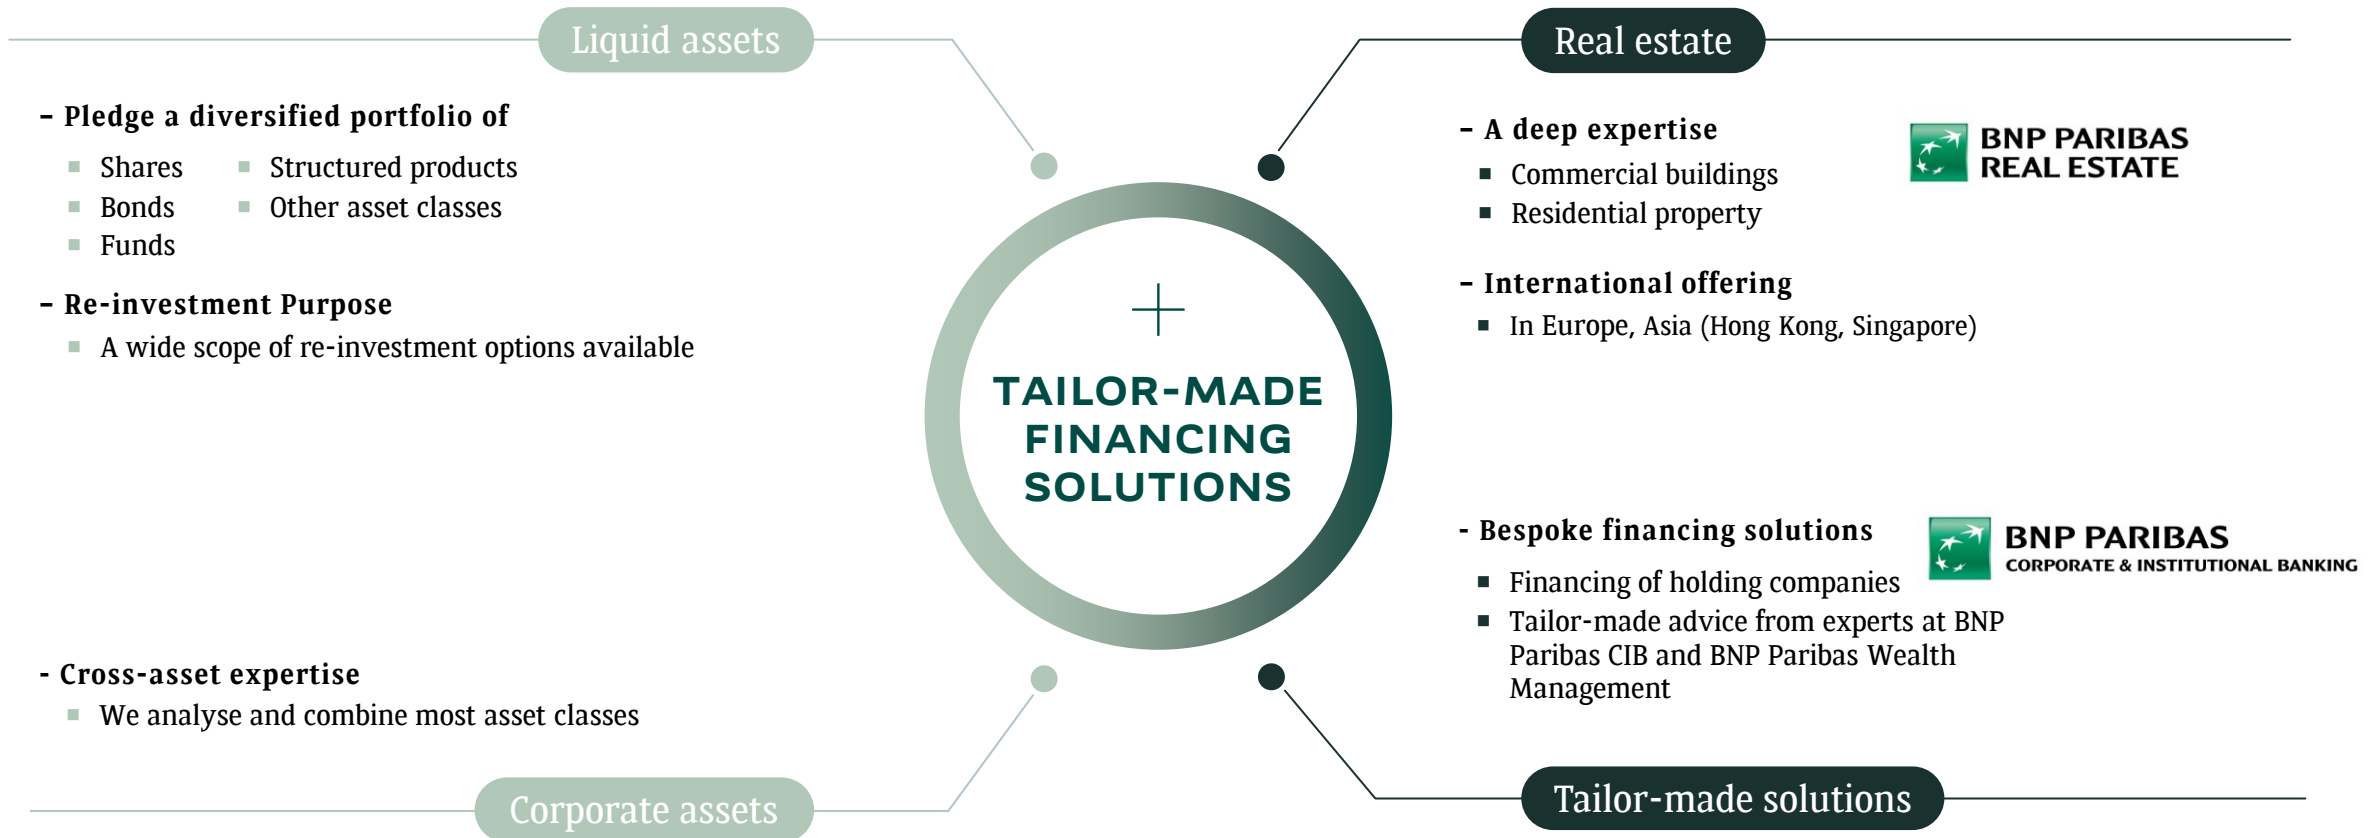 Liquid assets
– Pledge a diversified portfolio of
▪ Shares
▪ Bonds
▪ Funds
▪ Structured products
▪ Other asset classes
– Re-investment Purpose
▪ A wide scope of re-investment options available
Real estate
– A deep expertise
▪ Commercial buildings
▪ Residential property
BNP PARIBAS
REAL ESTATE
– International offering
▪ In Europe, Asia (Hong Kong, Singapore)
TAILOR-MADE
FINANCING
SOLUTIONS
- Cross-asset expertise
▪ We analyse and combine most asset classes
Corporate assets
- Bespoke financing solutions
▪ Financing of holding companies
▪ Tailor-made advice from experts at BNP
Paribas CIB and BNP Paribas Wealth
Management
BNP PARIBAS
CORPORATE & INSTITUTIONAL BANKING
Tailor-made solutions